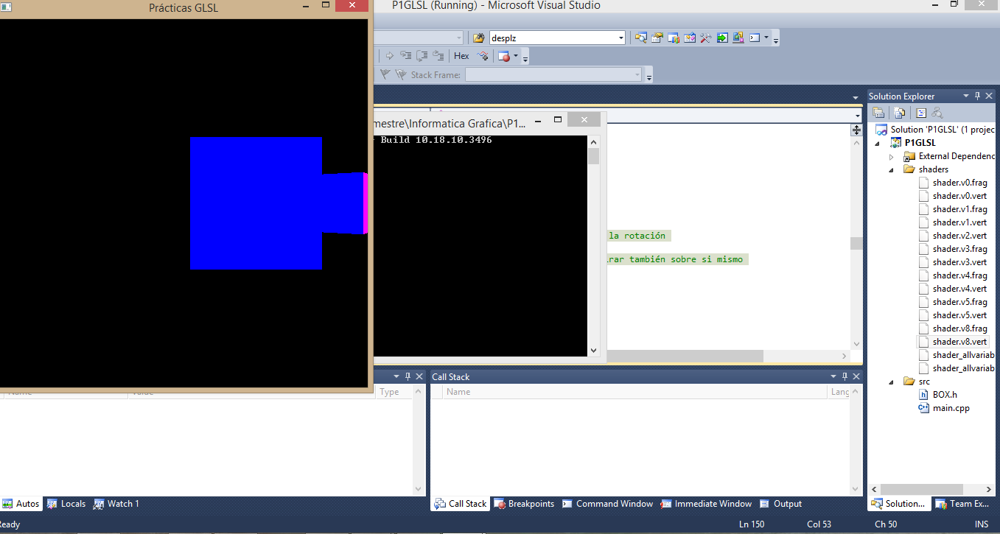 Prácticas GLSL
P1GLSL (Running) - Microsoft Visual Studio
desplz
Hex
Stack Frame:
Solution Explorer
mestre\Informatica Grafica\P1...
Build 10.18.10.3496
la rotación
rar también sobre si mismo
Solution 'P1GLSL' (1 projec
P1GLSL
External Dependenc
shaders
shader.v0.frag
shader.v0.vert
shader.v1.frag
shader.v1.vert
shader.v2.vert
shader.v3.frag
shader.v3.vert
shader.v4.frag
shader.v4.vert
shader.v5.frag
shader.v5.vert
shader.v8.frag
shader.v8.vert
shader_allvariab
shader_allvariab
src
BOX.h
main.cpp
Call Stack
Name Value Type
Name Lang
Autos Locals Watch 1
Call Stack Breakpoints Command Window Immediate Window Output
Solution... Team Ex...
eady Ln 150 Col 53 Ch 50 INS